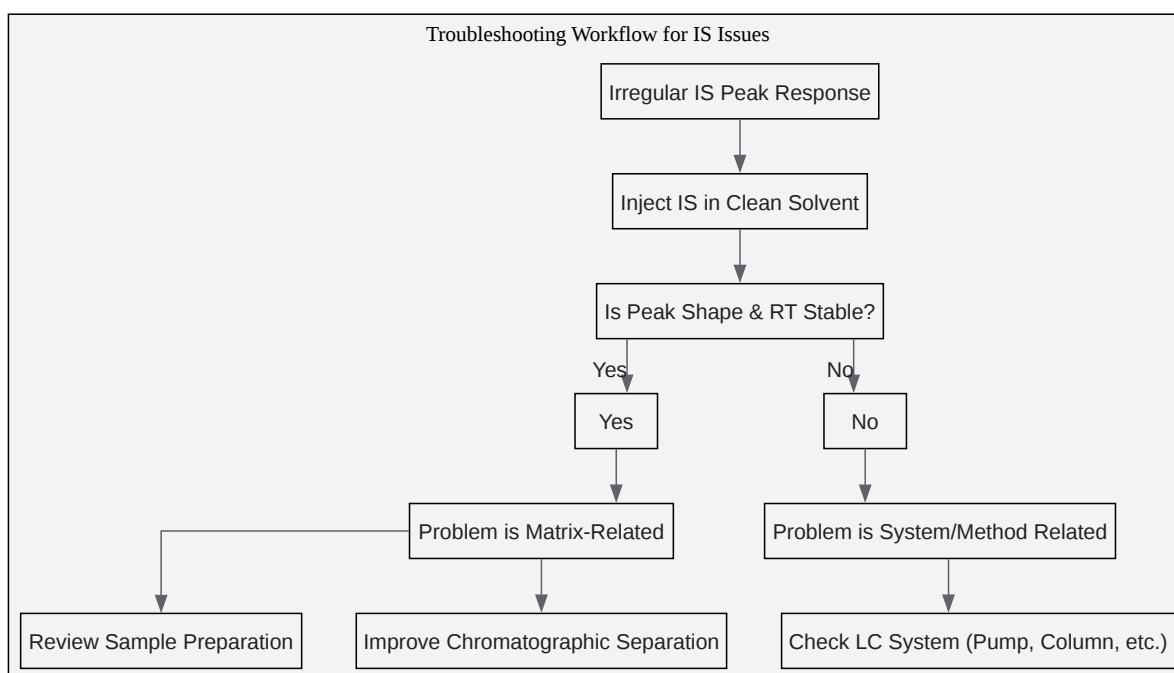 Troubleshooting Workflow for IS Issues
Irregular IS Peak Response
Inject IS in Clean Solvent
Is Peak Shape & RT Stable?
Yes
No
Yes
No
Problem is Matrix-Related
Problem is System/Method Related
Review Sample Preparation
Improve Chromatographic Separation
Check LC System (Pump, Column, etc.)